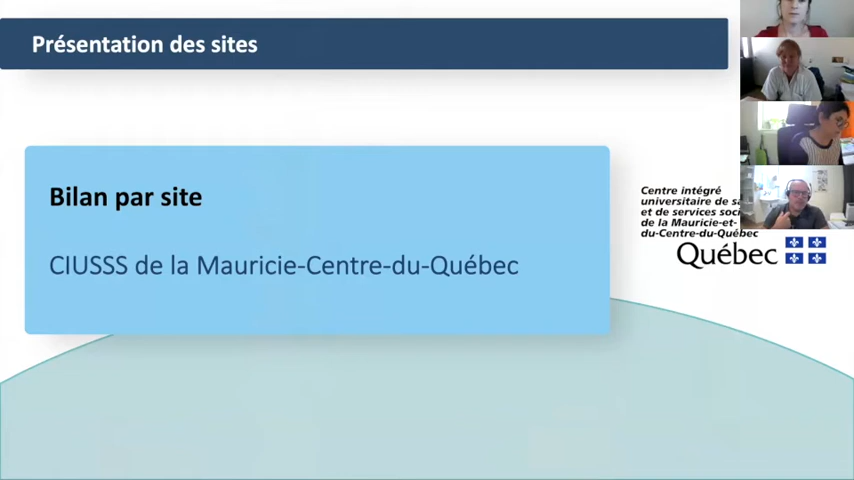 Présentation des sites
Bilan par site
CIUSSS de la Mauricie-Centre-du-Québec
Centre intégré
universitaire de
et de services
de la Mauricie-et-
du-Centre-du-Québec
Québec